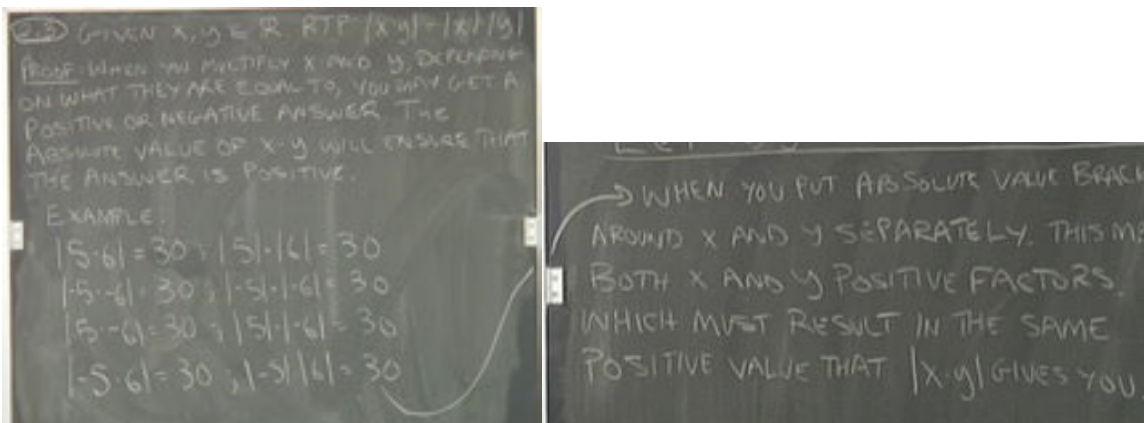 2.3 GIVEN X, y ∈ R. RTP |x·y| = |x|·|y|
PROOF: WHEN YOU MULTIPLY X AND Y, DEPENDING
ON WHAT THEY ARE EQUAL TO, YOU MAY GET A
POSITIVE OR NEGATIVE ANSWER. THE
ABSOLUTE VALUE OF X·Y WILL ENSURE THAT
THE ANSWER IS POSITIVE.
EXAMPLE:
|5·6| = 30 ; |5|·|6| = 30
|-5·-6| = 30 ; |-5|·|-6| = 30
|5·-6| = 30 ; |5|·|-6| = 30
|-5·6| = 30 ; |-5| |6| = 30
WHEN YOU PUT ABSOLUTE VALUE BRACK
AROUND X AND Y SEPARATELY. THIS M
BOTH X AND Y POSITIVE FACTORS.
WHICH MUST RESULT IN THE SAME
POSITIVE VALUE THAT |x·y| GIVES YOU.